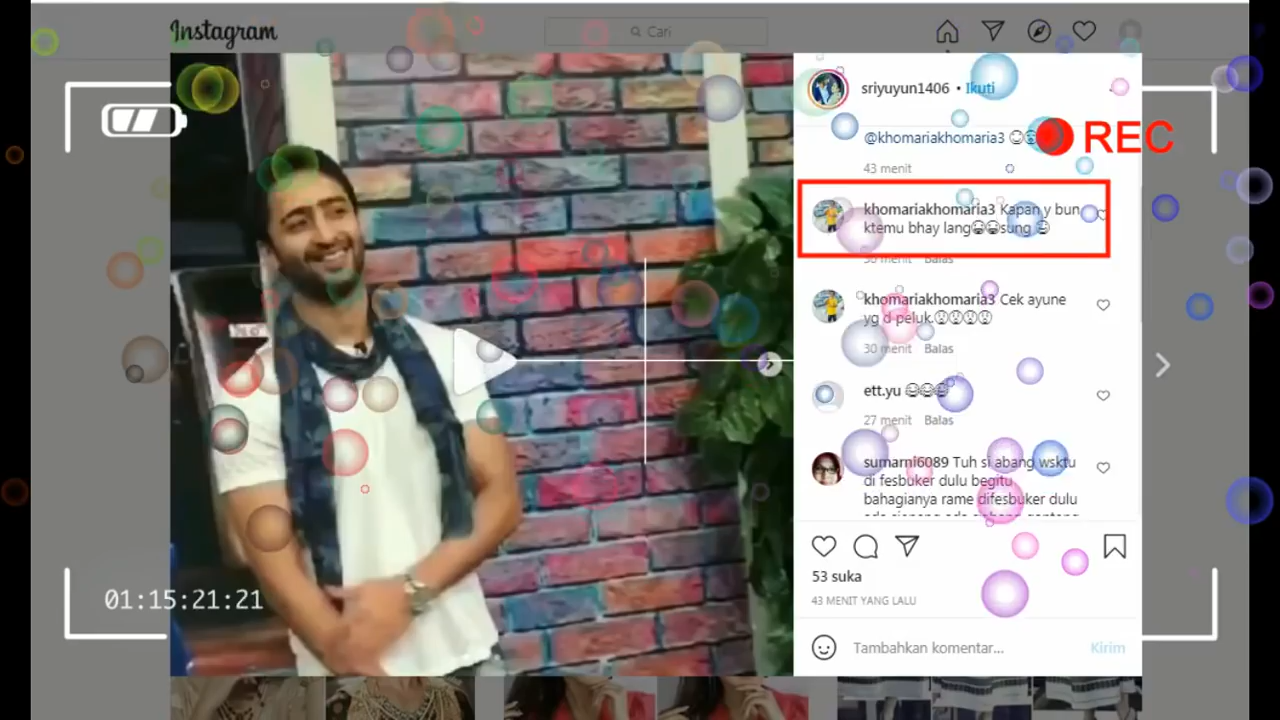 Instagram
Cari
sriyuyun1406 • Ikuti
@khomariakhomaria3
REC
43 menit
khomariakhomaria3 Kapan y bun
ktemu bhay lang😂😂sung 😂
Balas
khomariakhomaria3 Cek ayune
yg d peluk
30 menit Balas
ett.yu
27 menit Balas
sumarni6089 Tuh si abang wsktu
di fesbuker dulu begitu
bahagianya rame difesbuker dulu
53 suka
43 MENIT YANG LALU
Tambahkan komentar... Kirim
01:15:21:21